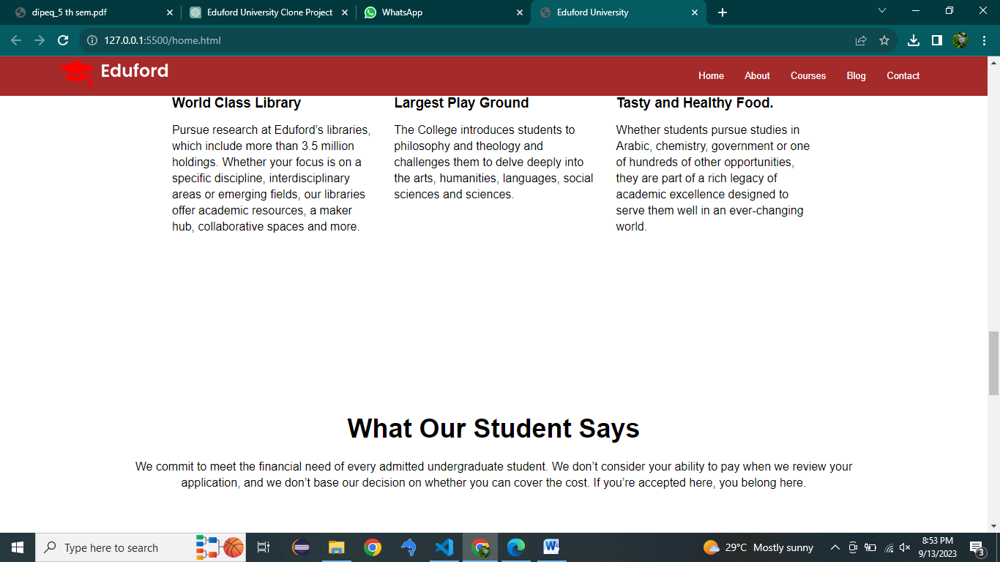 dipeq_5 th sem.pdf
Eduford University Clone Project
WhatsApp
Eduford University
127.0.0.1:5500/home.html
Eduford
Home
About
Courses
Blog
Contact
World Class Library
Pursue research at Eduford’s libraries,
which include more than 3.5 million
holdings. Whether your focus is on a
specific discipline, interdisciplinary
areas or emerging fields, our libraries
offer academic resources, a maker
hub, collaborative spaces and more.
Largest Play Ground
The College introduces students to
philosophy and theology and
challenges them to delve deeply into
the arts, humanities, languages, social
sciences and sciences.
Tasty and Healthy Food.
Whether students pursue studies in
Arabic, chemistry, government or one
of hundreds of other opportunities,
they are part of a rich legacy of
academic excellence designed to
serve them well in an ever-changing
world.
What Our Student Says
We commit to meet the financial need of every admitted undergraduate student. We don’t consider your ability to pay when we review your
application, and we don’t base our decision on whether you can cover the cost. If you’re accepted here, you belong here.
Type here to search
29°C Mostly sunny
8:53 PM
9/13/2023
3